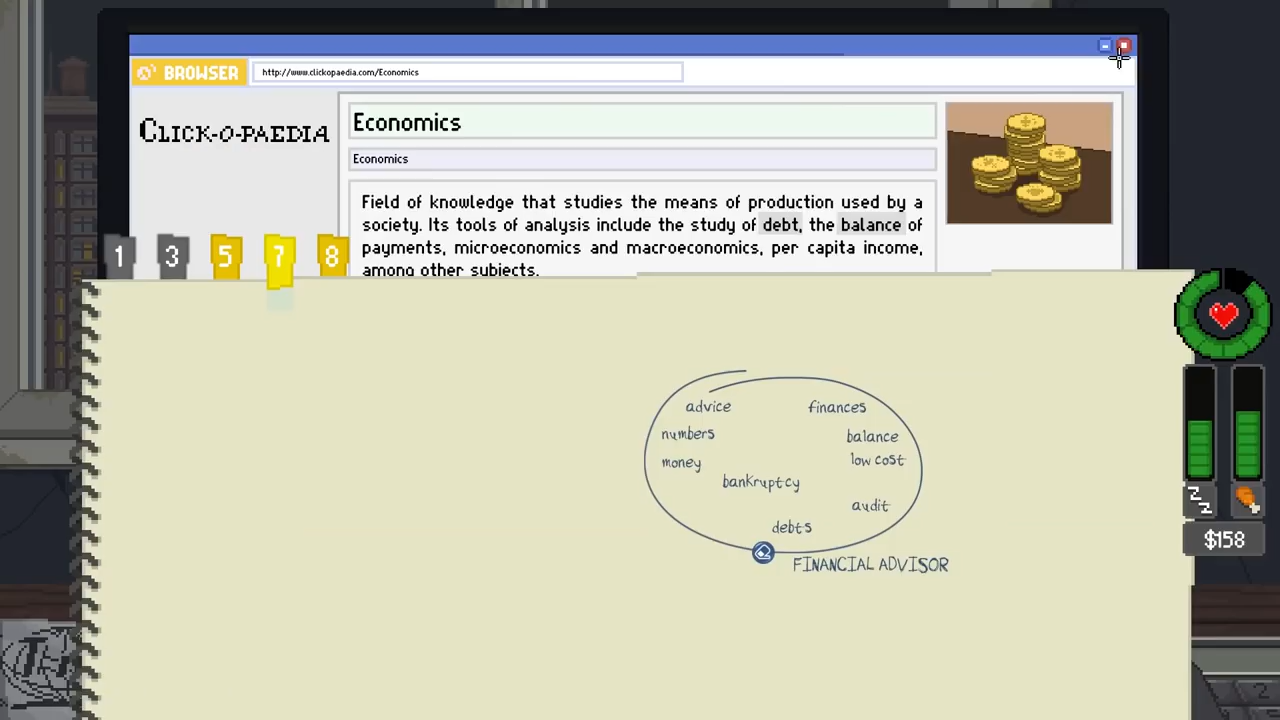 BROWSER
http://www.clickopaedia.com/Economics
CLICK-O-PAEDIA
Economics
Economics
Field of knowledge that studies the means of production used by a
society. Its tools of analysis include the study of debt, the balance of
payments, microeconomics and macroeconomics, per capita income,
among other subjects.
1 3 5 7 8
advice finances
numbers balance
money low cost
bankruptcy
audit
debts
FINANCIAL ADVISOR
$158